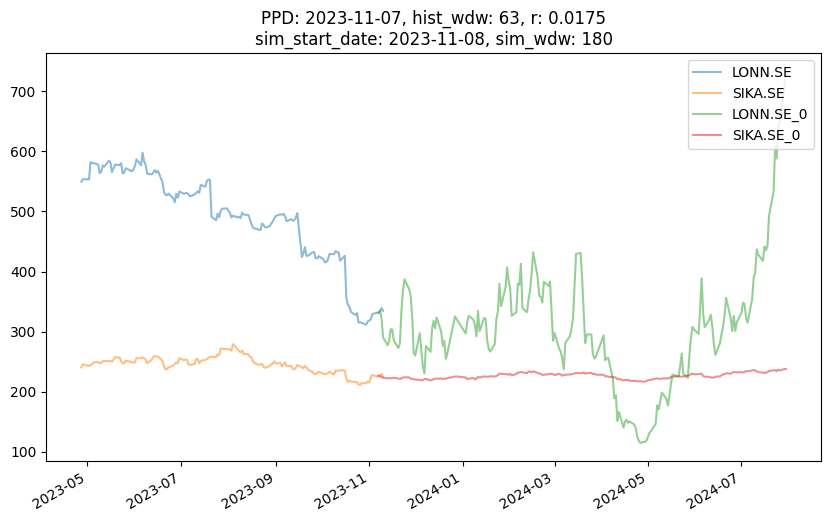 PPD: 2023-11-07, hist_wdw: 63, r: 0.0175
sim_start_date: 2023-11-08, sim_wdw: 180
LONN.SE
SIKA.SE
LONN.SE_0
SIKA.SE_0
700
600
500
400
300
200
100
2023-05
2023-07
2023-09
2023-11
2024-01
2024-03
2024-05
2024-07